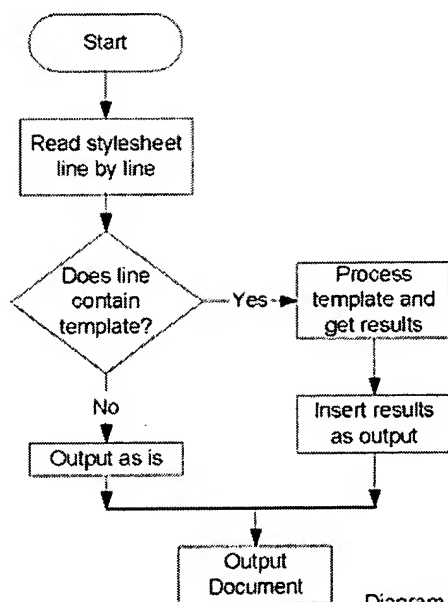 Start
Read stylesheet
line by line
Does line
contain
template?
Yes
Process
template and
get results
No
Insert results
as output
Output as is
Output
Document
Diagram